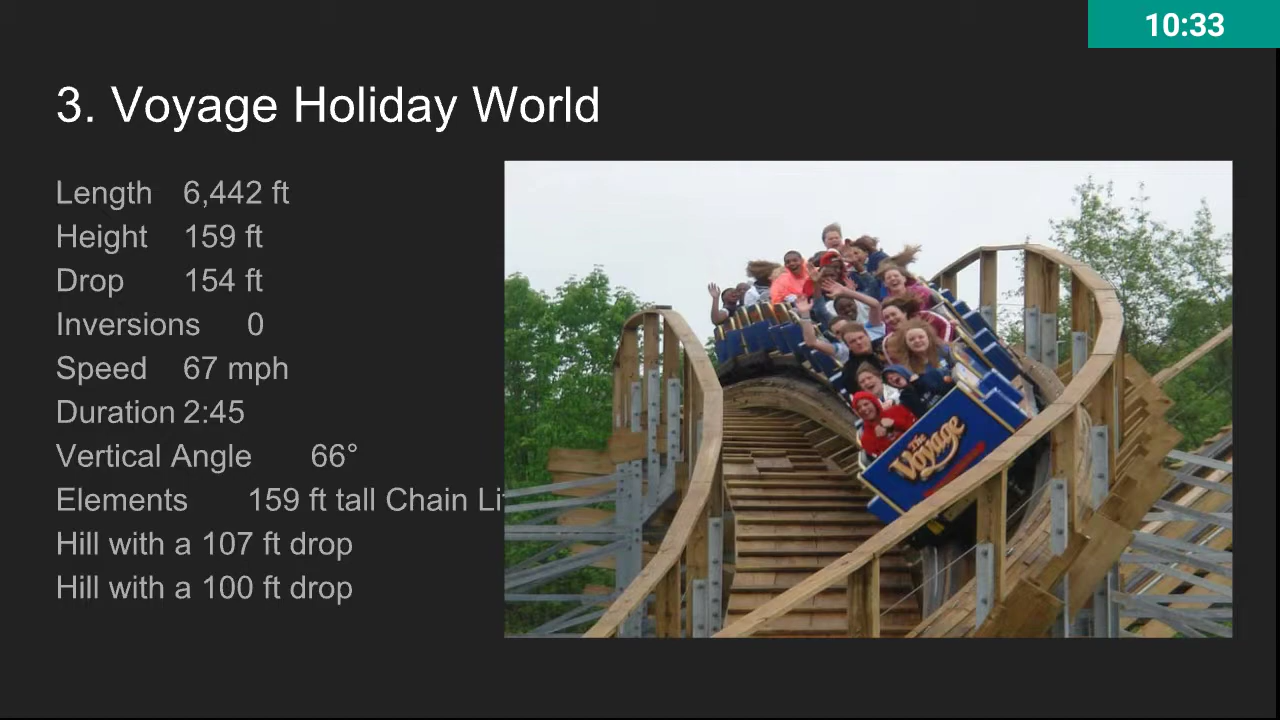 10:33
3. Voyage Holiday World
Length 6,442 ft
Height 159 ft
Drop 154 ft
Inversions 0
Speed 67 mph
Duration 2:45
Vertical Angle 66°
Elements 159 ft tall Chain Li
Hill with a 107 ft drop
Hill with a 100 ft drop
The
Voyage